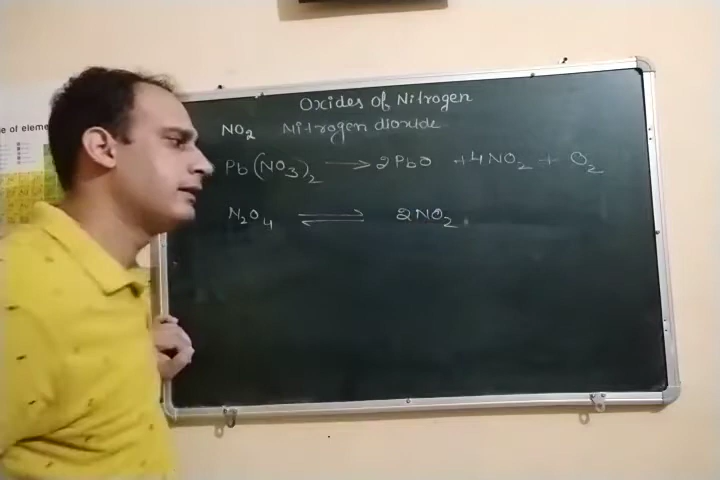 Oxides Of Nitrogen
NO₂ Nitrogen dioxide
Pb(NO₃)₂ ⟶ 2PbO +4NO₂ + O₂
N₂O₄ ⇌ 2NO₂
e of eleme